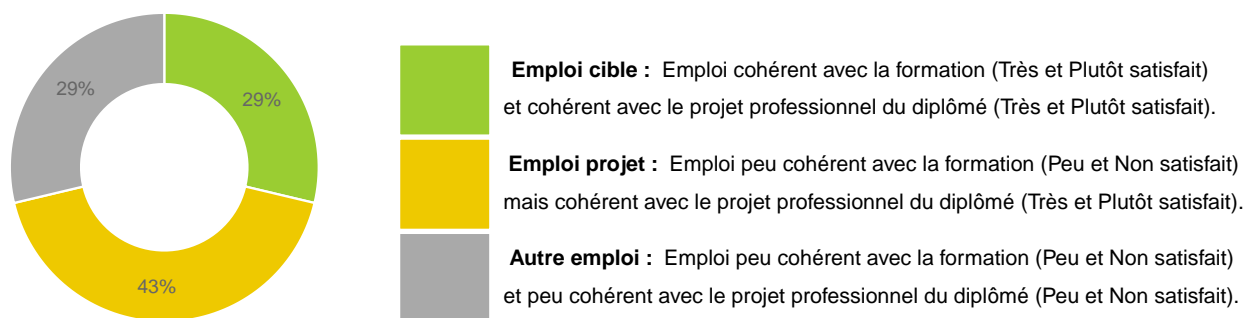 29%
29%
43%
Emploi cible : Emploi cohérent avec la formation (Très et Plutôt satisfait)
et cohérent avec le projet professionnel du diplômé (Très et Plutôt satisfait).
Emploi projet : Emploi peu cohérent avec la formation (Peu et Non satisfait)
mais cohérent avec le projet professionnel du diplômé (Très et Plutôt satisfait).
Autre emploi : Emploi peu cohérent avec la formation (Peu et Non satisfait)
et peu cohérent avec le projet professionnel du diplômé (Peu et Non satisfait).